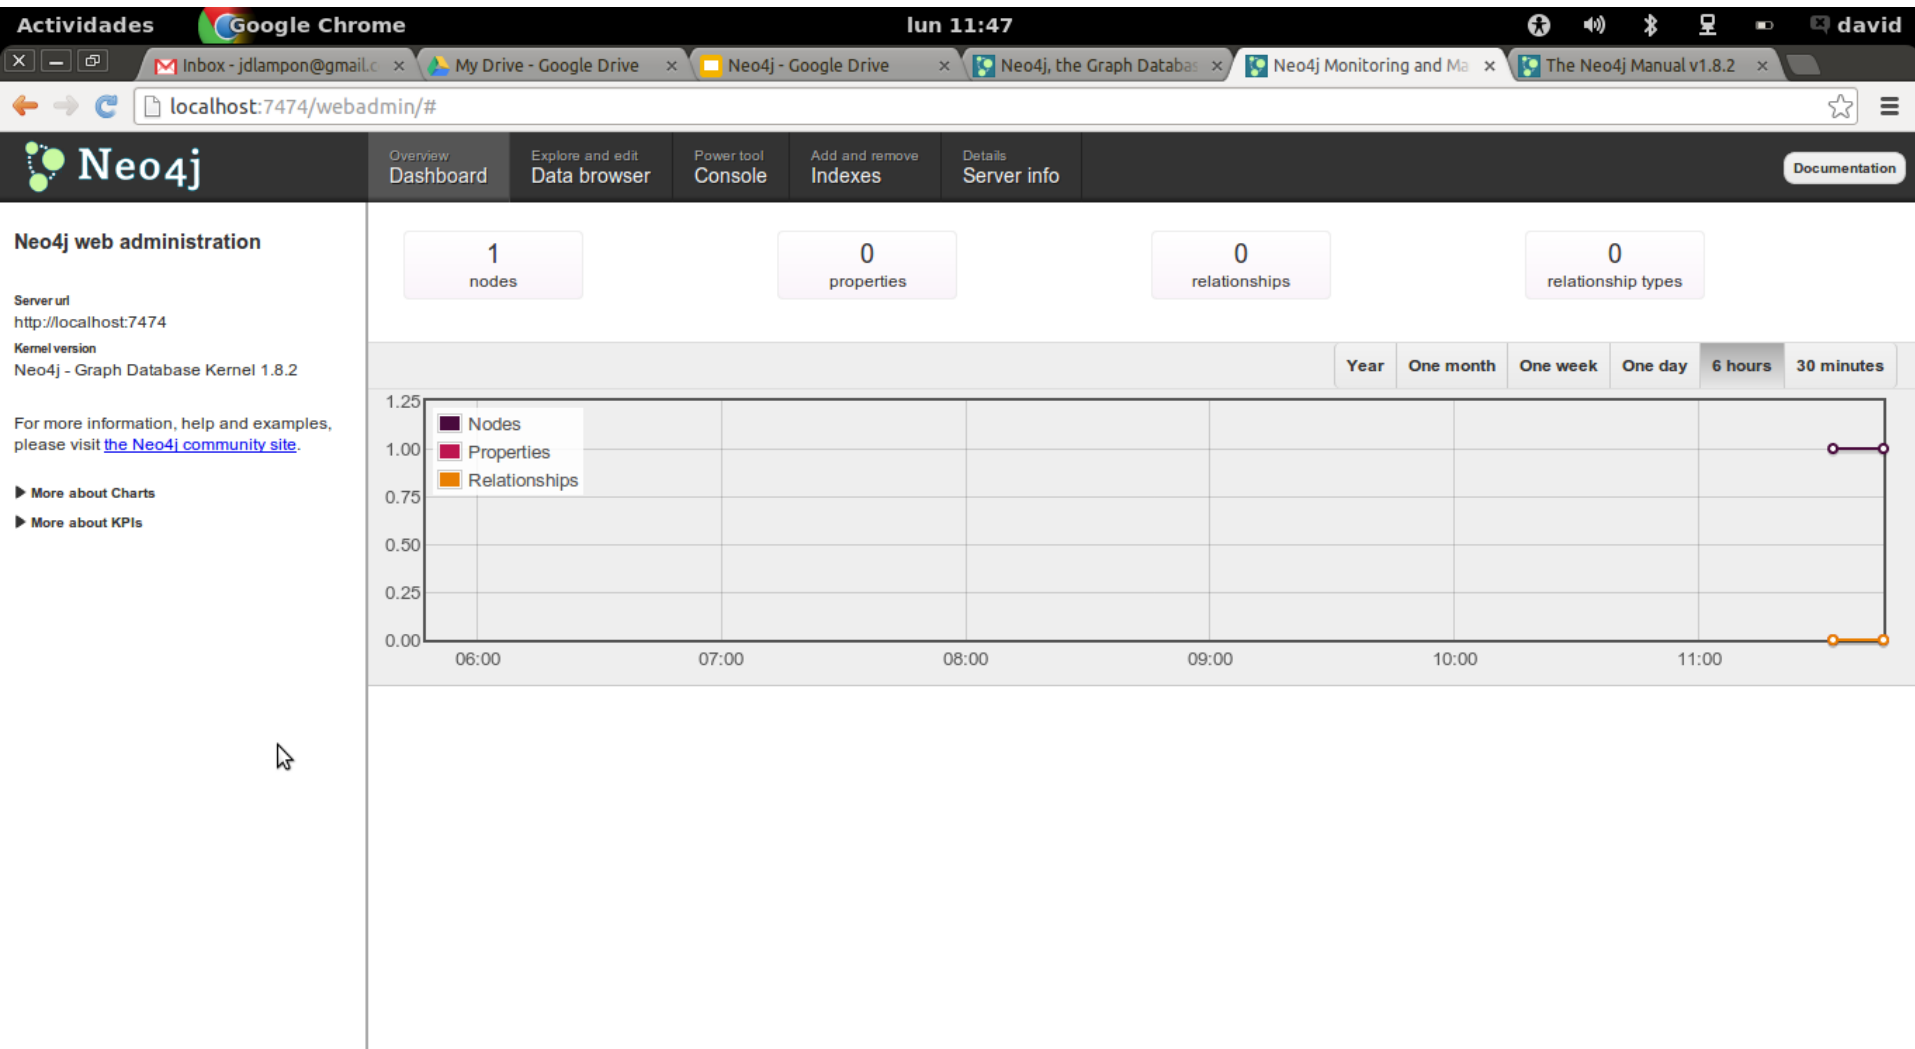 Actividades Google Chrome lun 11:47 david
Inbox - jdlampon@gmail.c My Drive - Google Drive Neo4j - Google Drive Neo4j, the Graph Databas Neo4j Monitoring and Ma The Neo4j Manual v1.8.2
localhost:7474/webadmin/#
Neo4j
Overview
Dashboard
Explore and edit
Data browser
Power tool
Console
Add and remove
Indexes
Details
Server info
Documentation
Neo4j web administration
Server url
http://localhost:7474
Kernel version
Neo4j - Graph Database Kernel 1.8.2
For more information, help and examples,
please visit the Neo4j community site.
More about Charts
More about KPIs
1
nodes
0
properties
0
relationships
0
relationship types
Year One month One week One day 6 hours 30 minutes
1.25
1.00
0.75
0.50
0.25
0.00
Nodes
Properties
Relationships
06:00 07:00 08:00 09:00 10:00 11:00